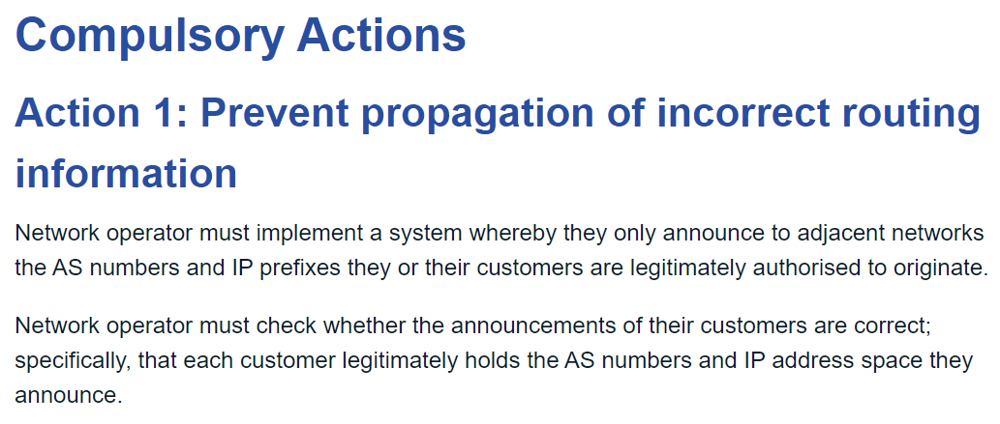 Compulsory Actions
Action 1: Prevent propagation of incorrect routing
information
Network operator must implement a system whereby they only announce to adjacent networks
the AS numbers and IP prefixes they or their customers are legitimately authorised to originate.
Network operator must check whether the announcements of their customers are correct;
specifically, that each customer legitimately holds the AS numbers and IP address space they
announce.